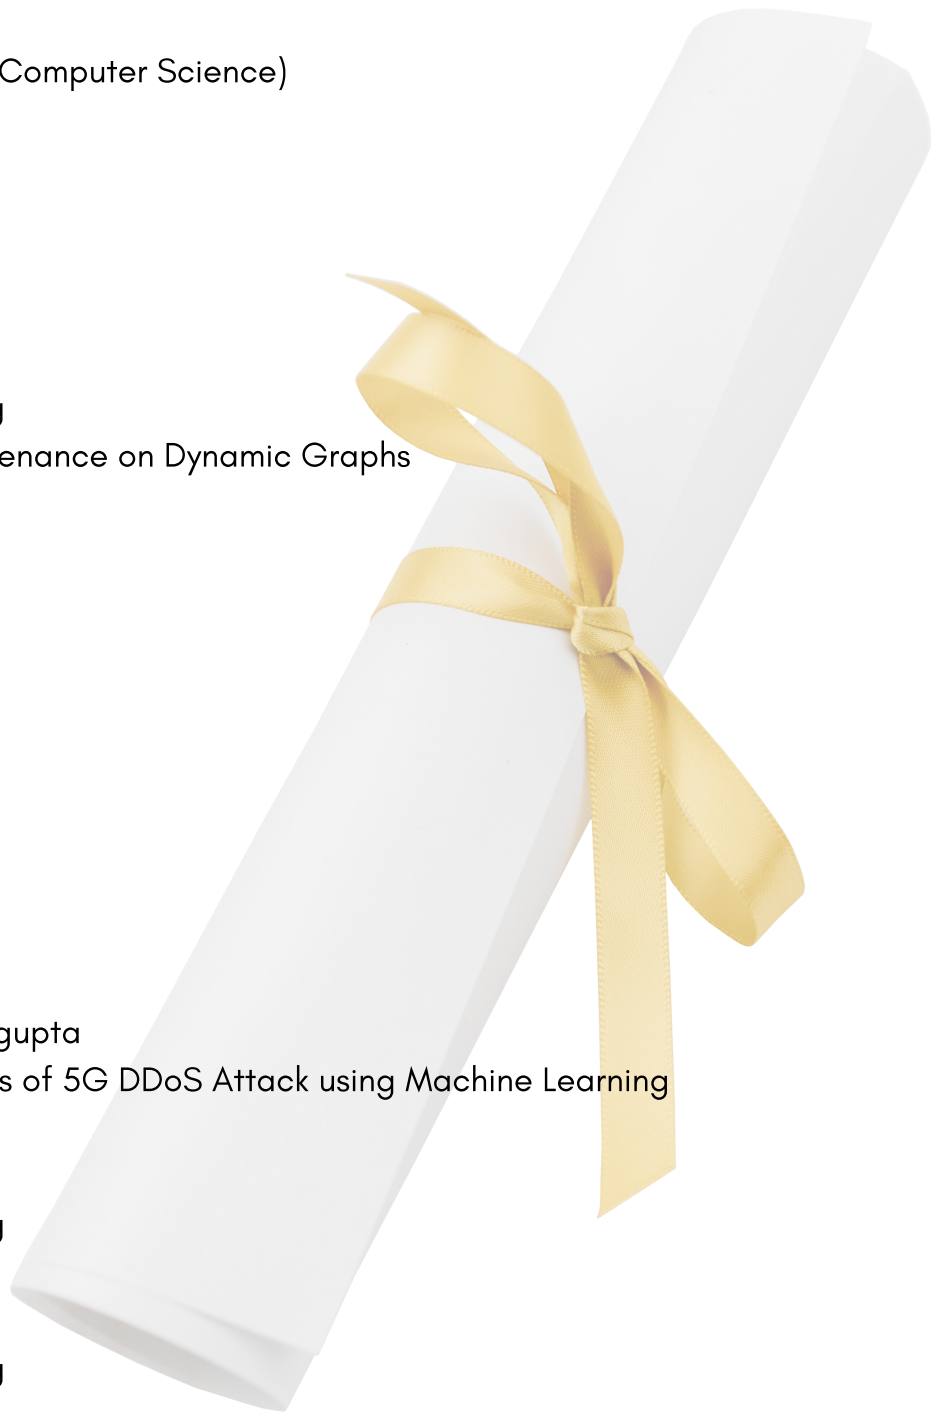 Computer Science)
g
enance on Dynamic Graphs
gupta
s of 5G DDoS Attack using Machine Learning
g
g